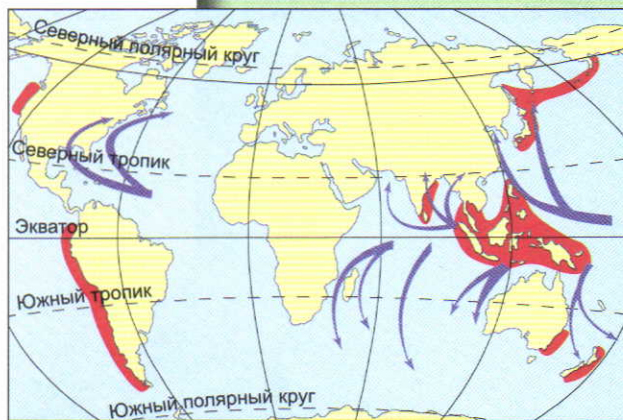 Северный полярный круг
Северный тропик
Экватор
Южный тропик
Южный полярный круг